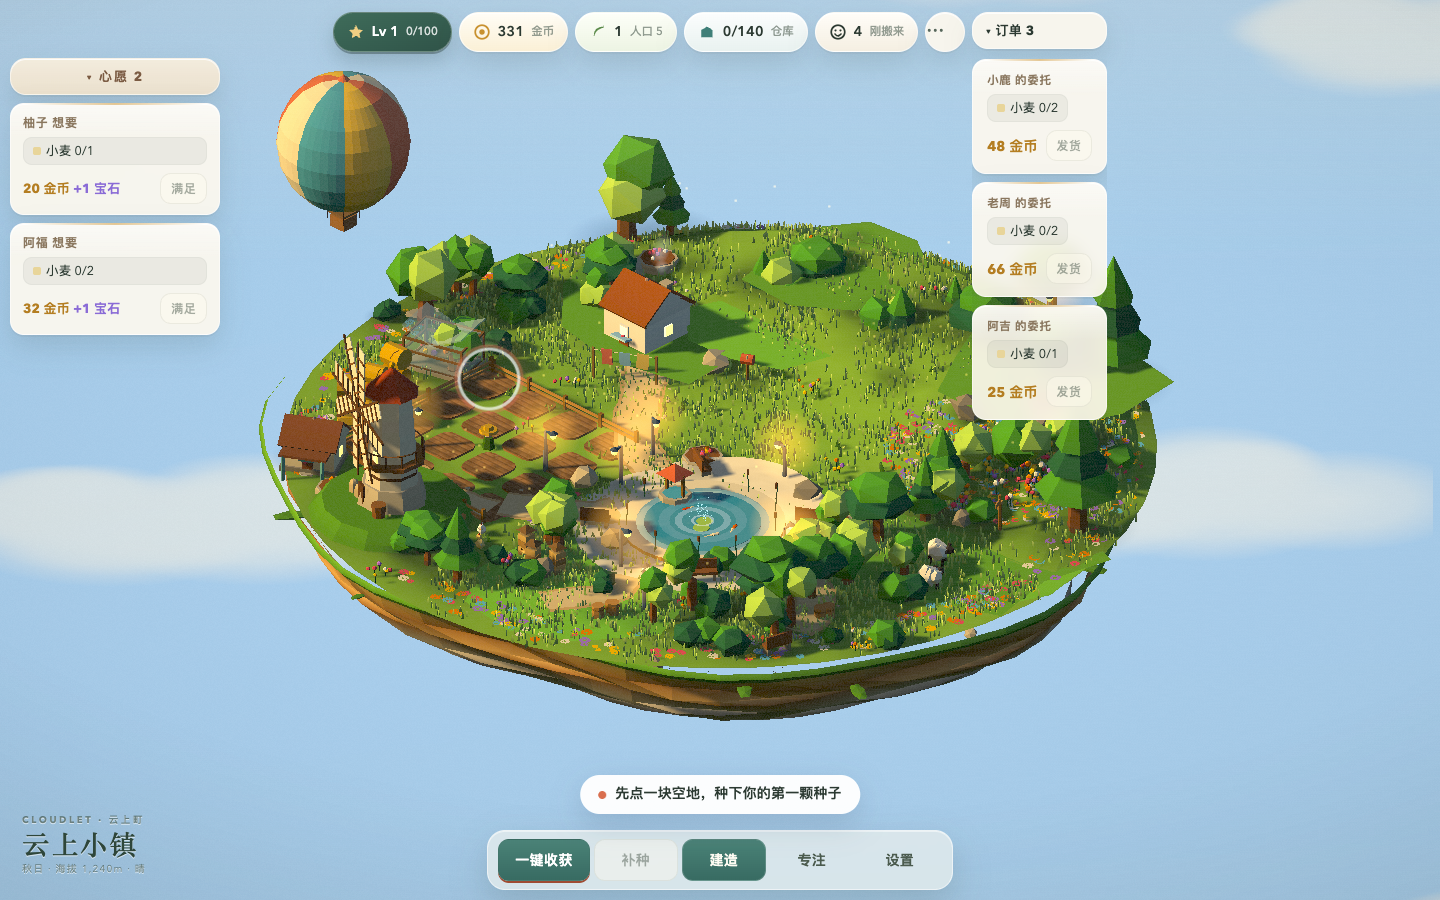 Lv 1 0/100
331 金币
1 人口 5
0/140 仓库
4 刚搬来
···
▾ 订单 3
▾ 心愿 2
柚子 想要
小麦 0/1
20 金币 +1 宝石
满足
阿福 想要
小麦 0/2
32 金币 +1 宝石
满足
小鹿 的委托
小麦 0/2
48 金币
发货
老周 的委托
小麦 0/2
66 金币
发货
阿吉 的委托
小麦 0/1
25 金币
发货
先点一块空地，种下你的第一颗种子
CLOUDLET · 云上町
云上小镇
秋日 · 海拔 1,240m · 晴
一键收获
补种
建造
专注
设置